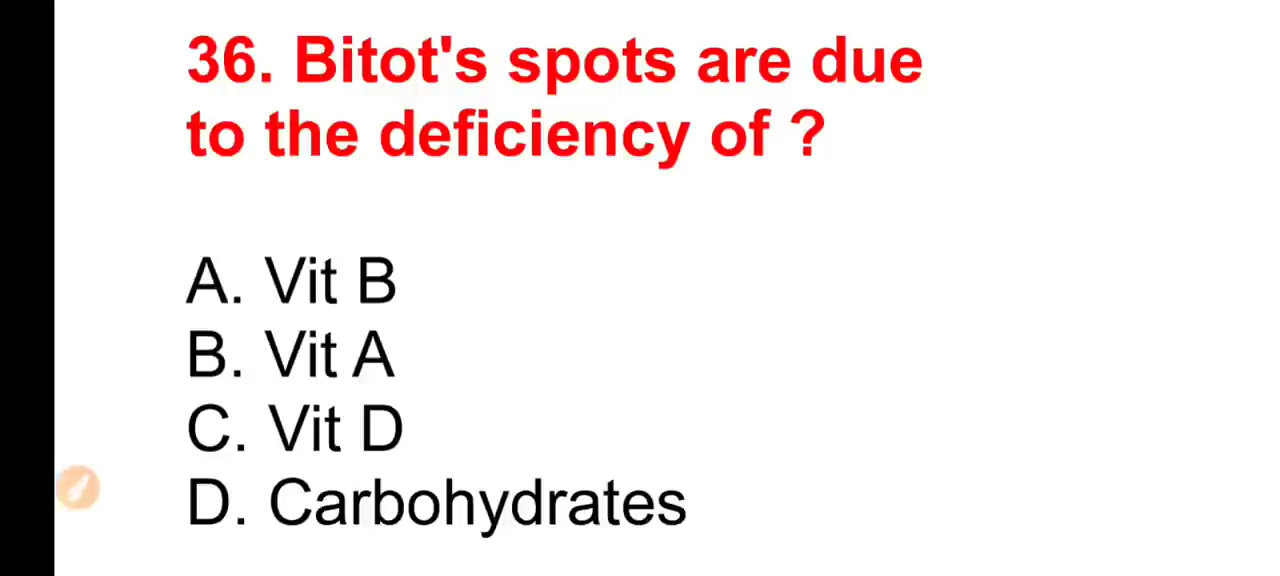 36. Bitot's spots are due
to the deficiency of ?
A. Vit B
B. Vit A
C. Vit D
D. Carbohydrates